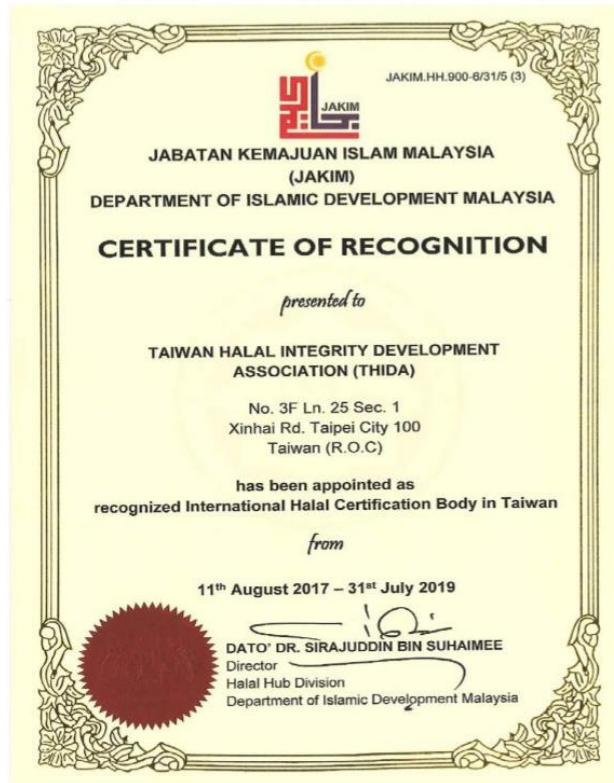 JAKIM.HH.900-6/31/5 (3)
JAKIM
JABATAN KEMAJUAN ISLAM MALAYSIA
(JAKIM)
DEPARTMENT OF ISLAMIC DEVELOPMENT MALAYSIA
CERTIFICATE OF RECOGNITION
presented to
TAIWAN HALAL INTEGRITY DEVELOPMENT
ASSOCIATION (THIDA)
No. 3F Ln. 25 Sec. 1
Xinhai Rd. Taipei City 100
Taiwan (R.O.C)
has been appointed as
recognized International Halal Certification Body in Taiwan
from
11th August 2017 – 31st July 2019
DATO' DR. SIRAJUDDIN BIN SUHAIMEE
Director
Halal Hub Division
Department of Islamic Development Malaysia